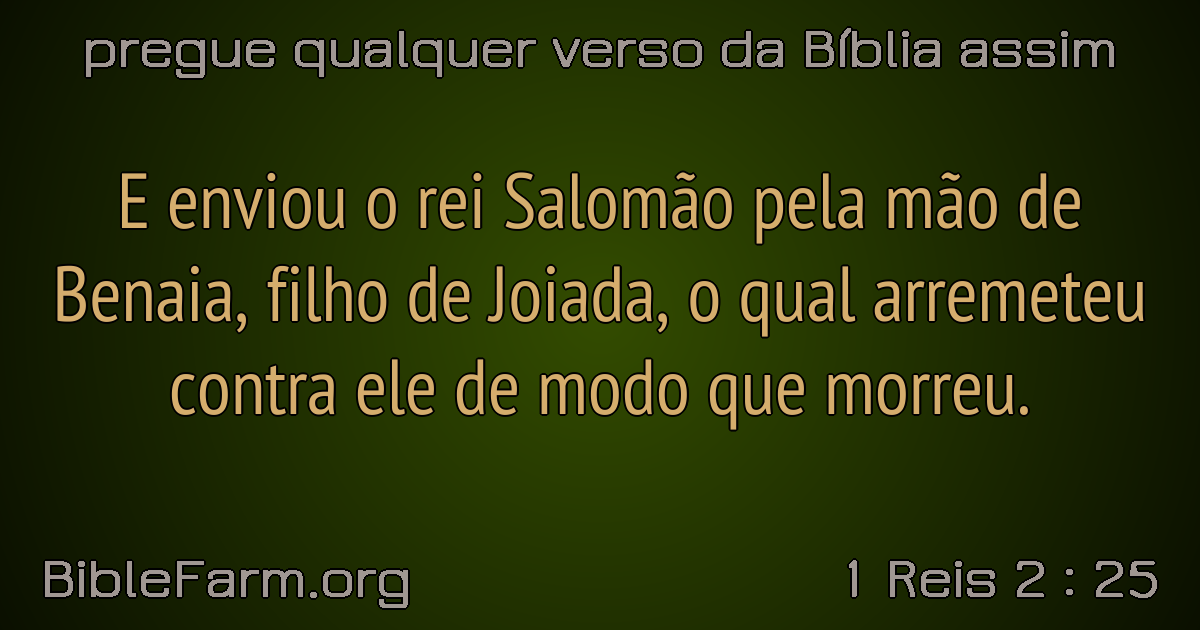 pregue qualquer verso da Bíblia assim
E enviou o rei Salomão pela mão de
Benaia, filho de Joiada, o qual arremeteu
contra ele de modo que morreu.
BibleFarm.org
1 Reis 2 : 25